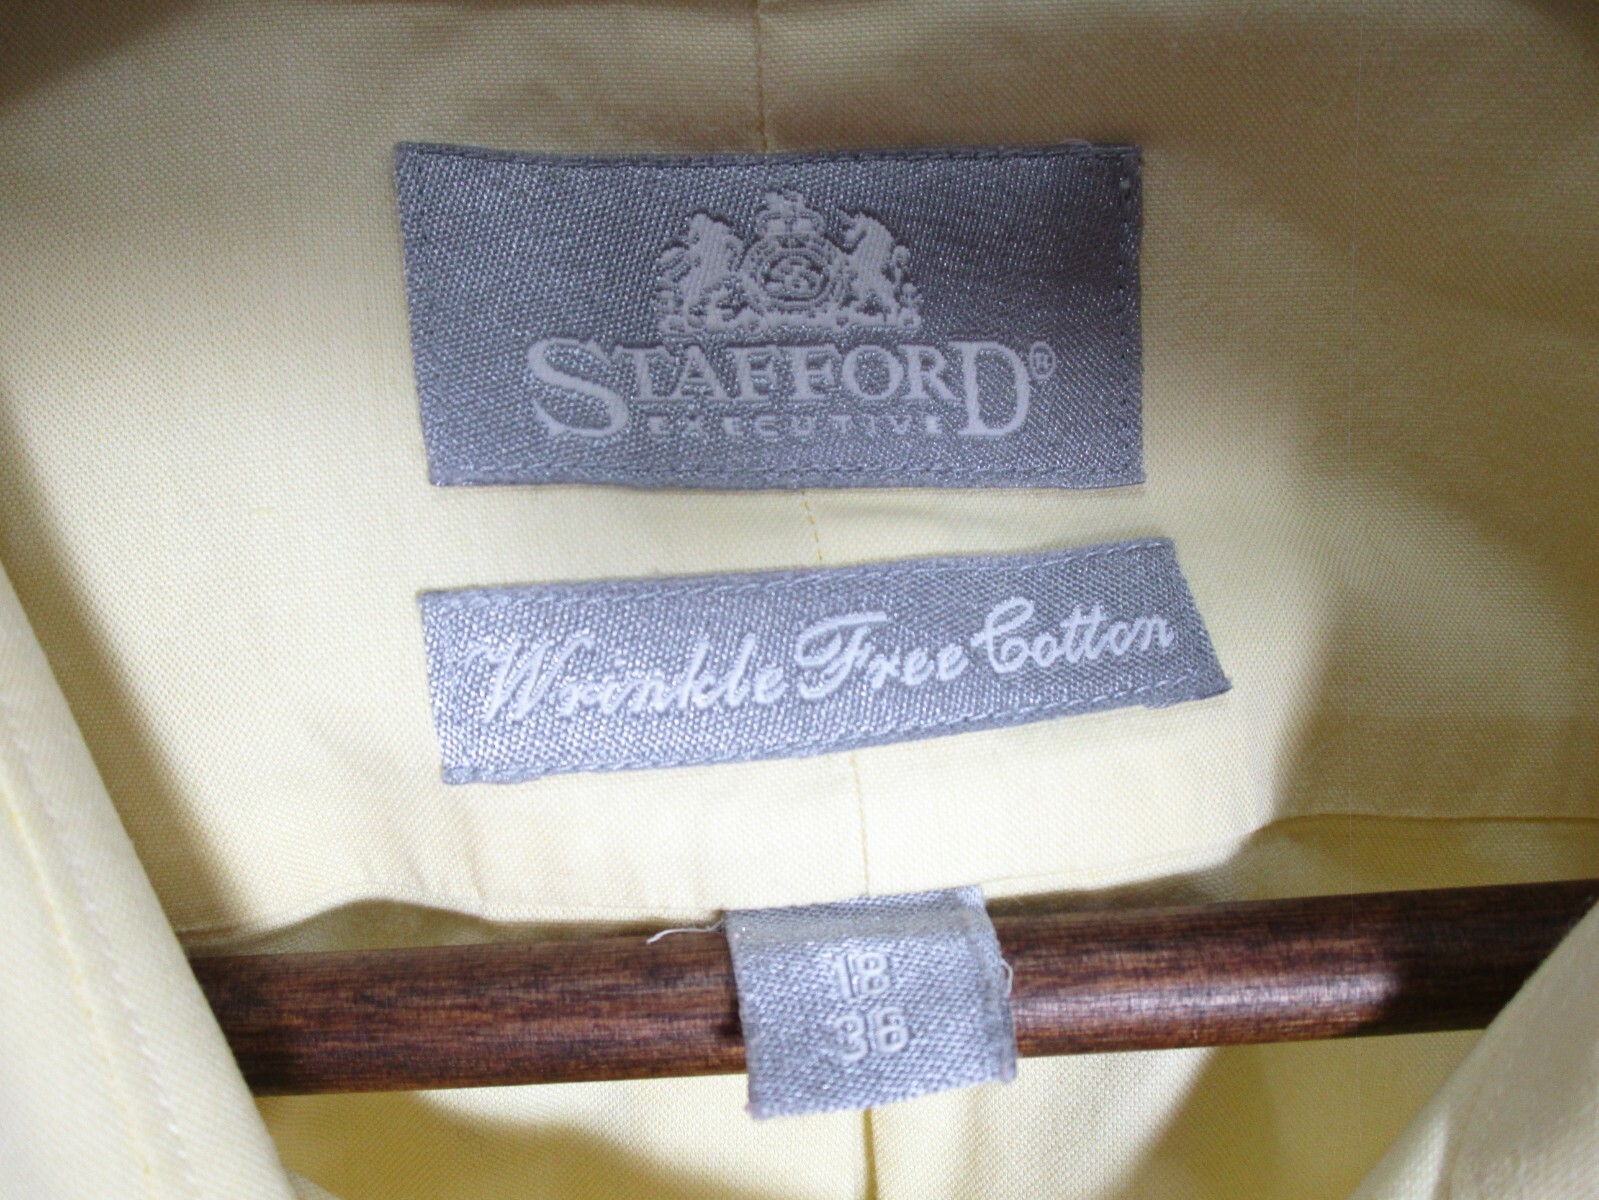 STAFFORD®
EXECUTIVE
Wrinkle Free Cotton
18
36